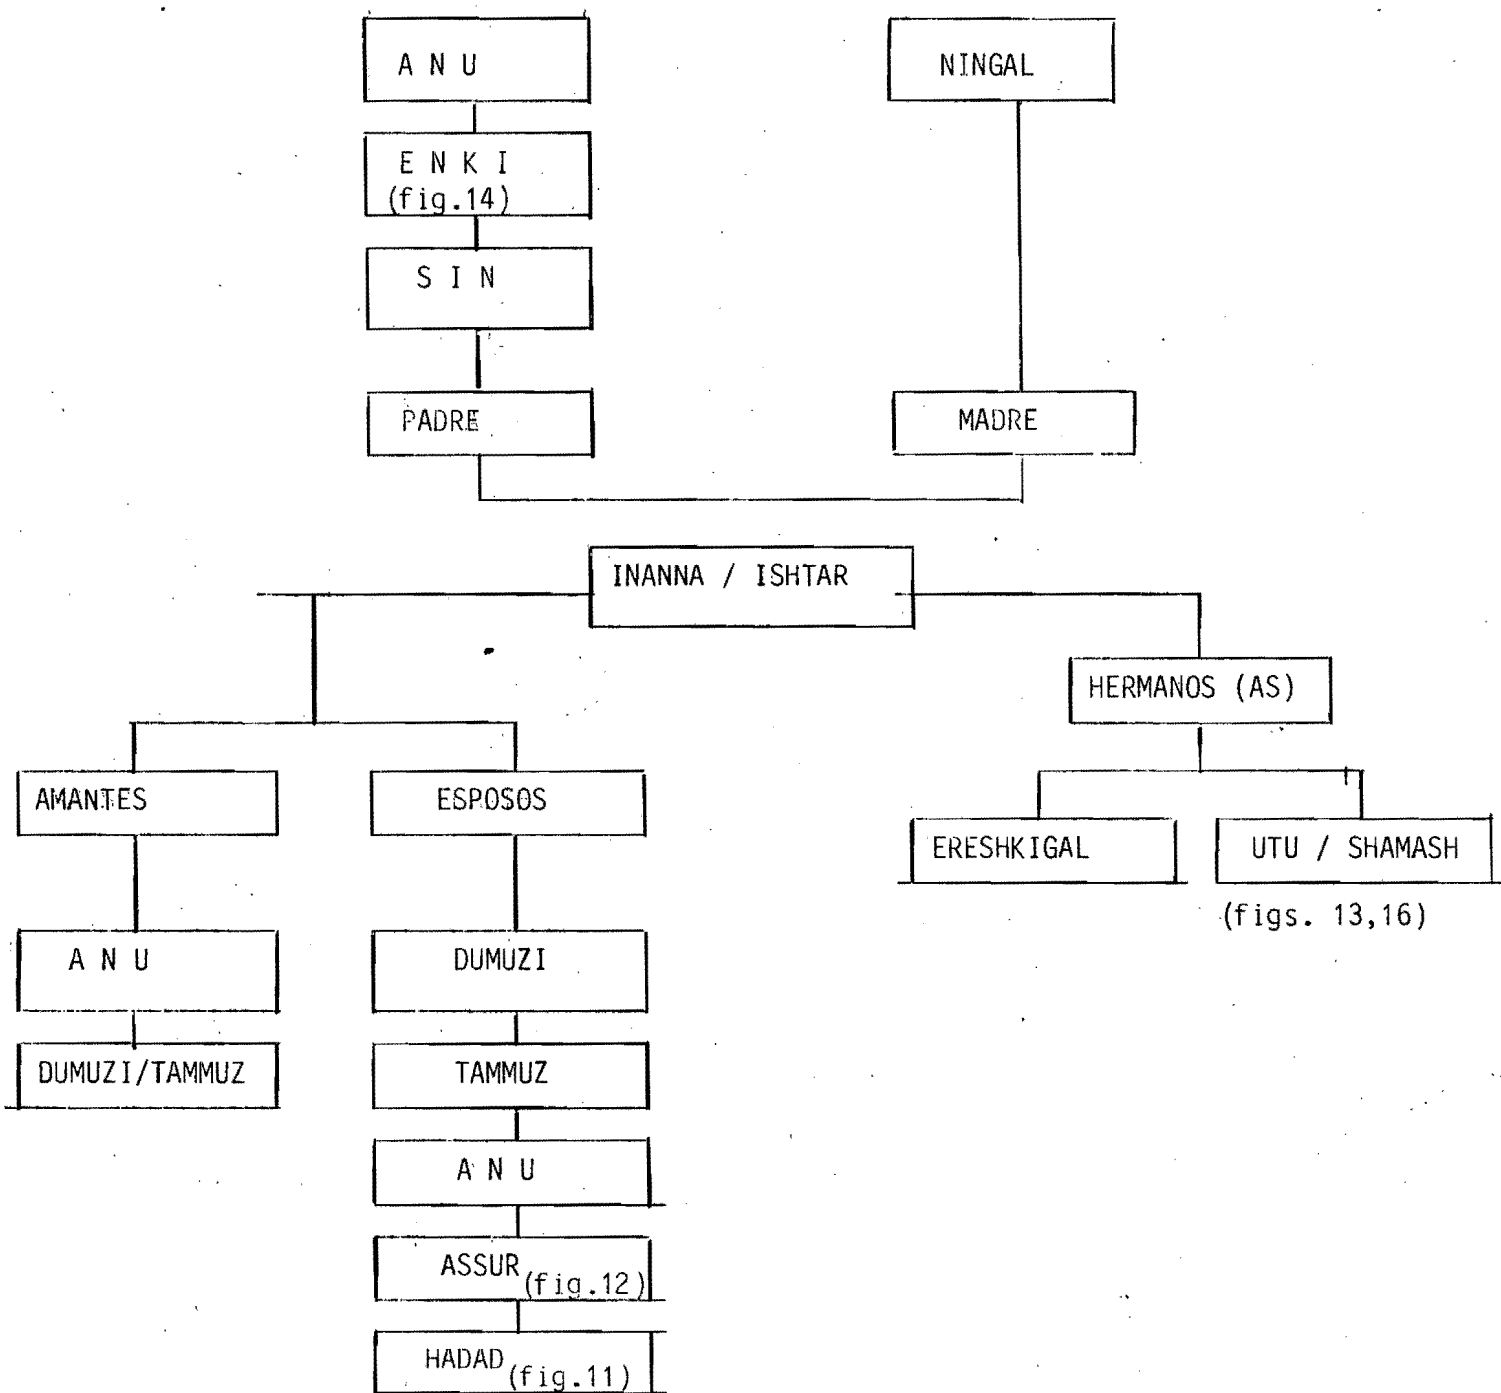 A N U
NINGAL
E N K I
(fig.14)
S I N
PADRE
MADRE
INANNA / ISHTAR
HERMANOS (AS)
AMANTES
ESPOSOS
ERESHKIGAL
UTU / SHAMASH
(figs. 13,16)
A N U
DUMUZI
DUMUZI/TAMMUZ
TAMMUZ
A N U
ASSUR (fig.12)
HADAD (fig.11)